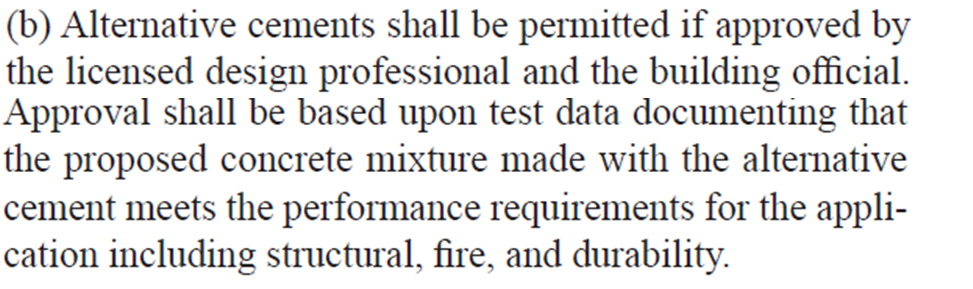 (b) Alternative cements shall be permitted if approved by
the licensed design professional and the building official.
Approval shall be based upon test data documenting that
the proposed concrete mixture made with the alternative
cement meets the performance requirements for the appli-
cation including structural, fire, and durability.